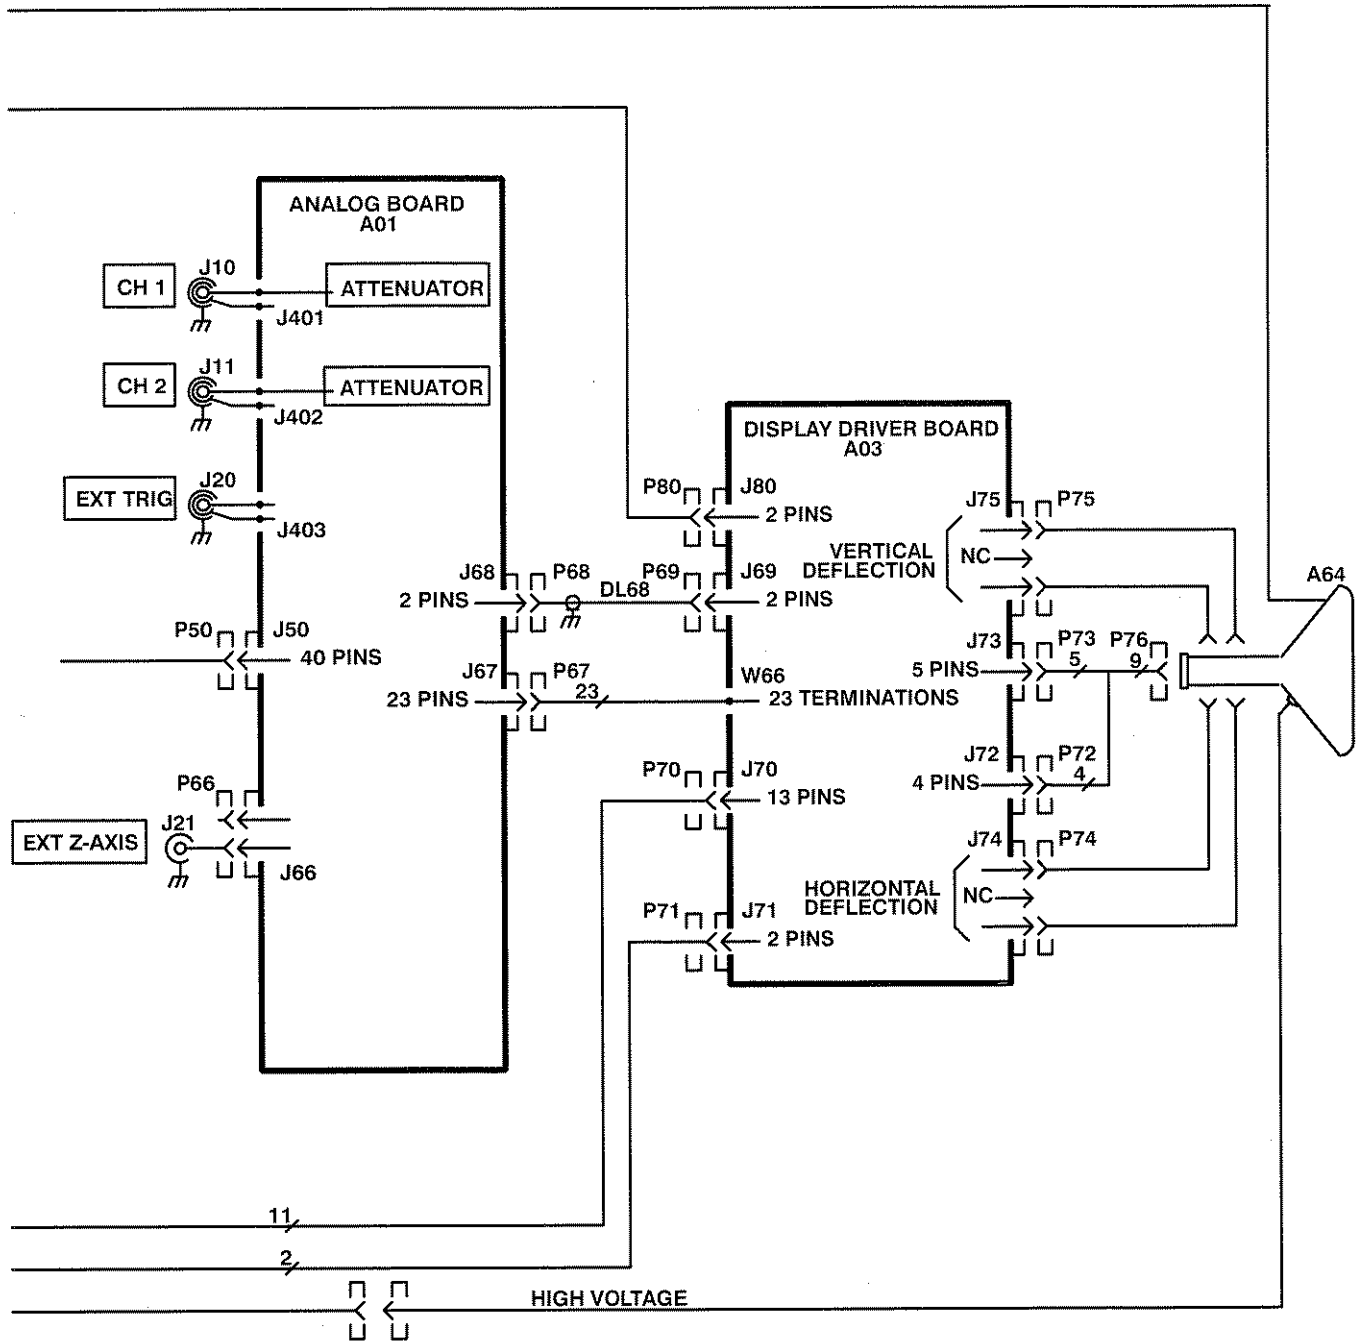 ANALOG BOARD
A01
CH 1
J10
ATTENUATOR
J401
CH 2
J11
ATTENUATOR
J402
EXT TRIG
J20
J403
P50
J50
40 PINS
P66
EXT Z-AXIS
J21
J66
J68
P68
2 PINS
DL68
J67
P67
23 PINS
23
DISPLAY DRIVER BOARD
A03
P80
J80
2 PINS
P69
J69
2 PINS
W66
23 TERMINATIONS
P70
J70
13 PINS
P71
J71
2 PINS
J75
P75
VERTICAL
DEFLECTION
NC
J73
P73
5 PINS
5
P76
9
A64
J72
P72
4 PINS
4
J74
P74
HORIZONTAL
DEFLECTION
NC
11
2
HIGH VOLTAGE